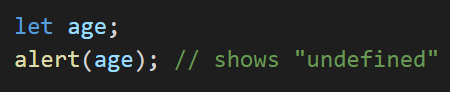 let age;
alert(age); // shows "undefined"